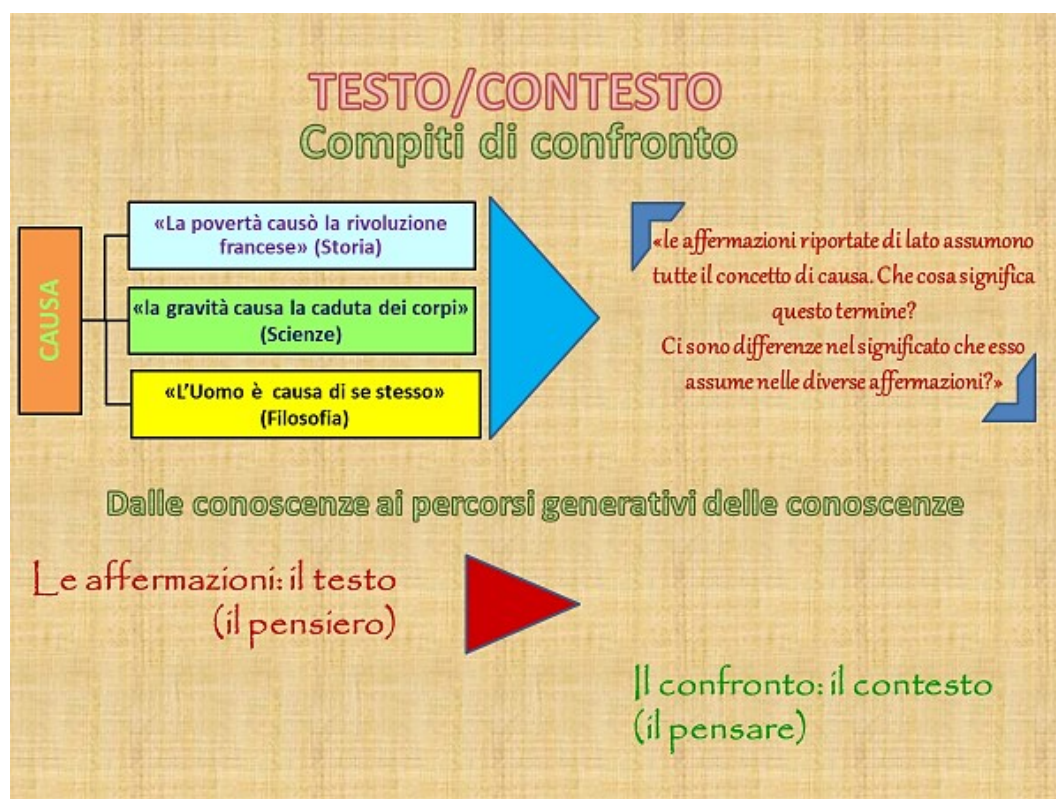 TESTO/CONTESTO
Compiti di confronto
CAUSA
«La povertà causò la rivoluzione
francese» (Storia)
«la gravità causa la caduta dei corpi»
(Scienze)
«L'Uomo è causa di se stesso»
(Filosofia)
«le affermazioni riportate di lato assumono
tutte il concetto di causa. Che cosa significa
questo termine?
Ci sono differenze nel significato che esso
assume nelle diverse affermazioni?»
Dalle conoscenze ai percorsi generativi delle conoscenze
Le affermazioni: il testo
(il pensiero)
Il confronto: il contesto
(il pensare)